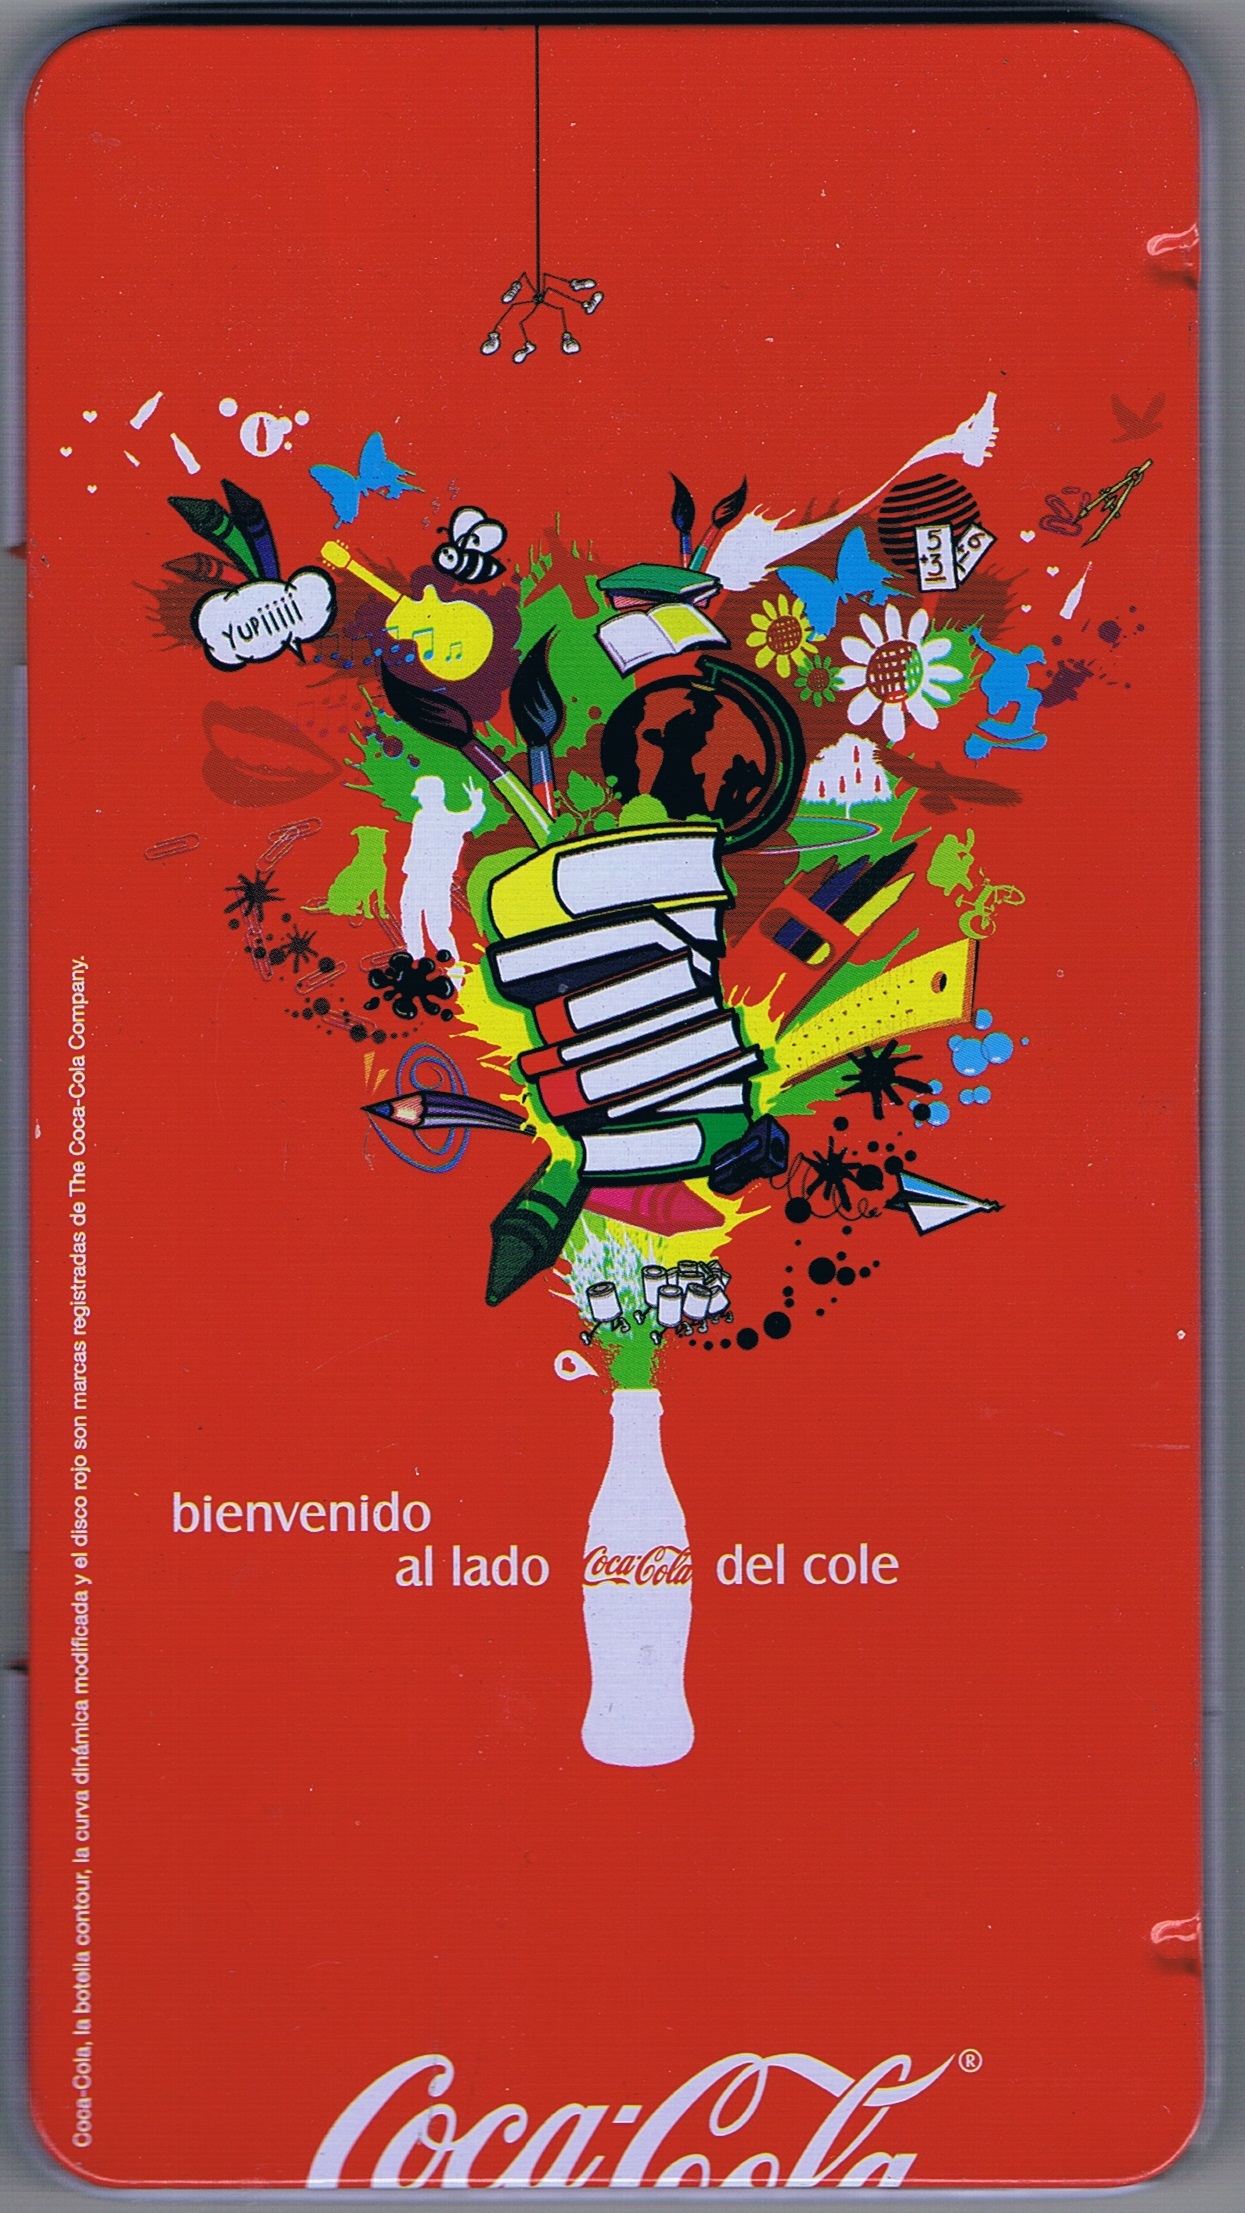 YUPiiiii
5
+3
bienvenido
al lado Coca-Cola del cole
Coca-Cola, la botella contour, la curva dinámica modificada y el disco rojo son marcas registradas de The Coca-Cola Company.
Coca-Cola®